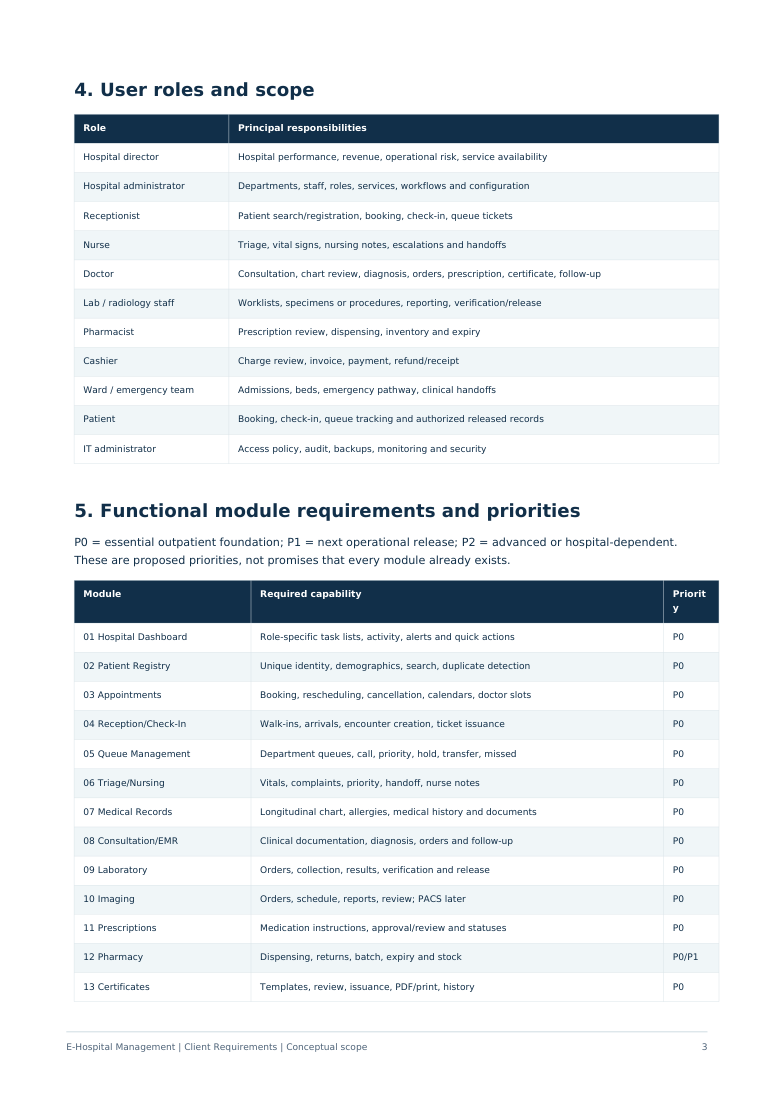 4. User roles and scope
Role Principal responsibilities
Hospital director Hospital performance, revenue, operational risk, service availability
Hospital administrator Departments, staff, roles, services, workflows and configuration
Receptionist Patient search/registration, booking, check-in, queue tickets
Nurse Triage, vital signs, nursing notes, escalations and handoffs
Doctor Consultation, chart review, diagnosis, orders, prescription, certificate, follow-up
Lab / radiology staff Worklists, specimens or procedures, reporting, verification/release
Pharmacist Prescription review, dispensing, inventory and expiry
Cashier Charge review, invoice, payment, refund/receipt
Ward / emergency team Admissions, beds, emergency pathway, clinical handoffs
Patient Booking, check-in, queue tracking and authorized released records
IT administrator Access policy, audit, backups, monitoring and security
5. Functional module requirements and priorities
P0 = essential outpatient foundation; P1 = next operational release; P2 = advanced or hospital-dependent.
These are proposed priorities, not promises that every module already exists.
Module Required capability Priorit
y
01 Hospital Dashboard Role-specific task lists, activity, alerts and quick actions P0
02 Patient Registry Unique identity, demographics, search, duplicate detection P0
03 Appointments Booking, rescheduling, cancellation, calendars, doctor slots P0
04 Reception/Check-In Walk-ins, arrivals, encounter creation, ticket issuance P0
05 Queue Management Department queues, call, priority, hold, transfer, missed P0
06 Triage/Nursing Vitals, complaints, priority, handoff, nurse notes P0
07 Medical Records Longitudinal chart, allergies, medical history and documents P0
08 Consultation/EMR Clinical documentation, diagnosis, orders and follow-up P0
09 Laboratory Orders, collection, results, verification and release P0
10 Imaging Orders, schedule, reports, review; PACS later P0
11 Prescriptions Medication instructions, approval/review and statuses P0
12 Pharmacy Dispensing, returns, batch, expiry and stock P0/P1
13 Certificates Templates, review, issuance, PDF/print, history P0
E-Hospital Management | Client Requirements | Conceptual scope 3